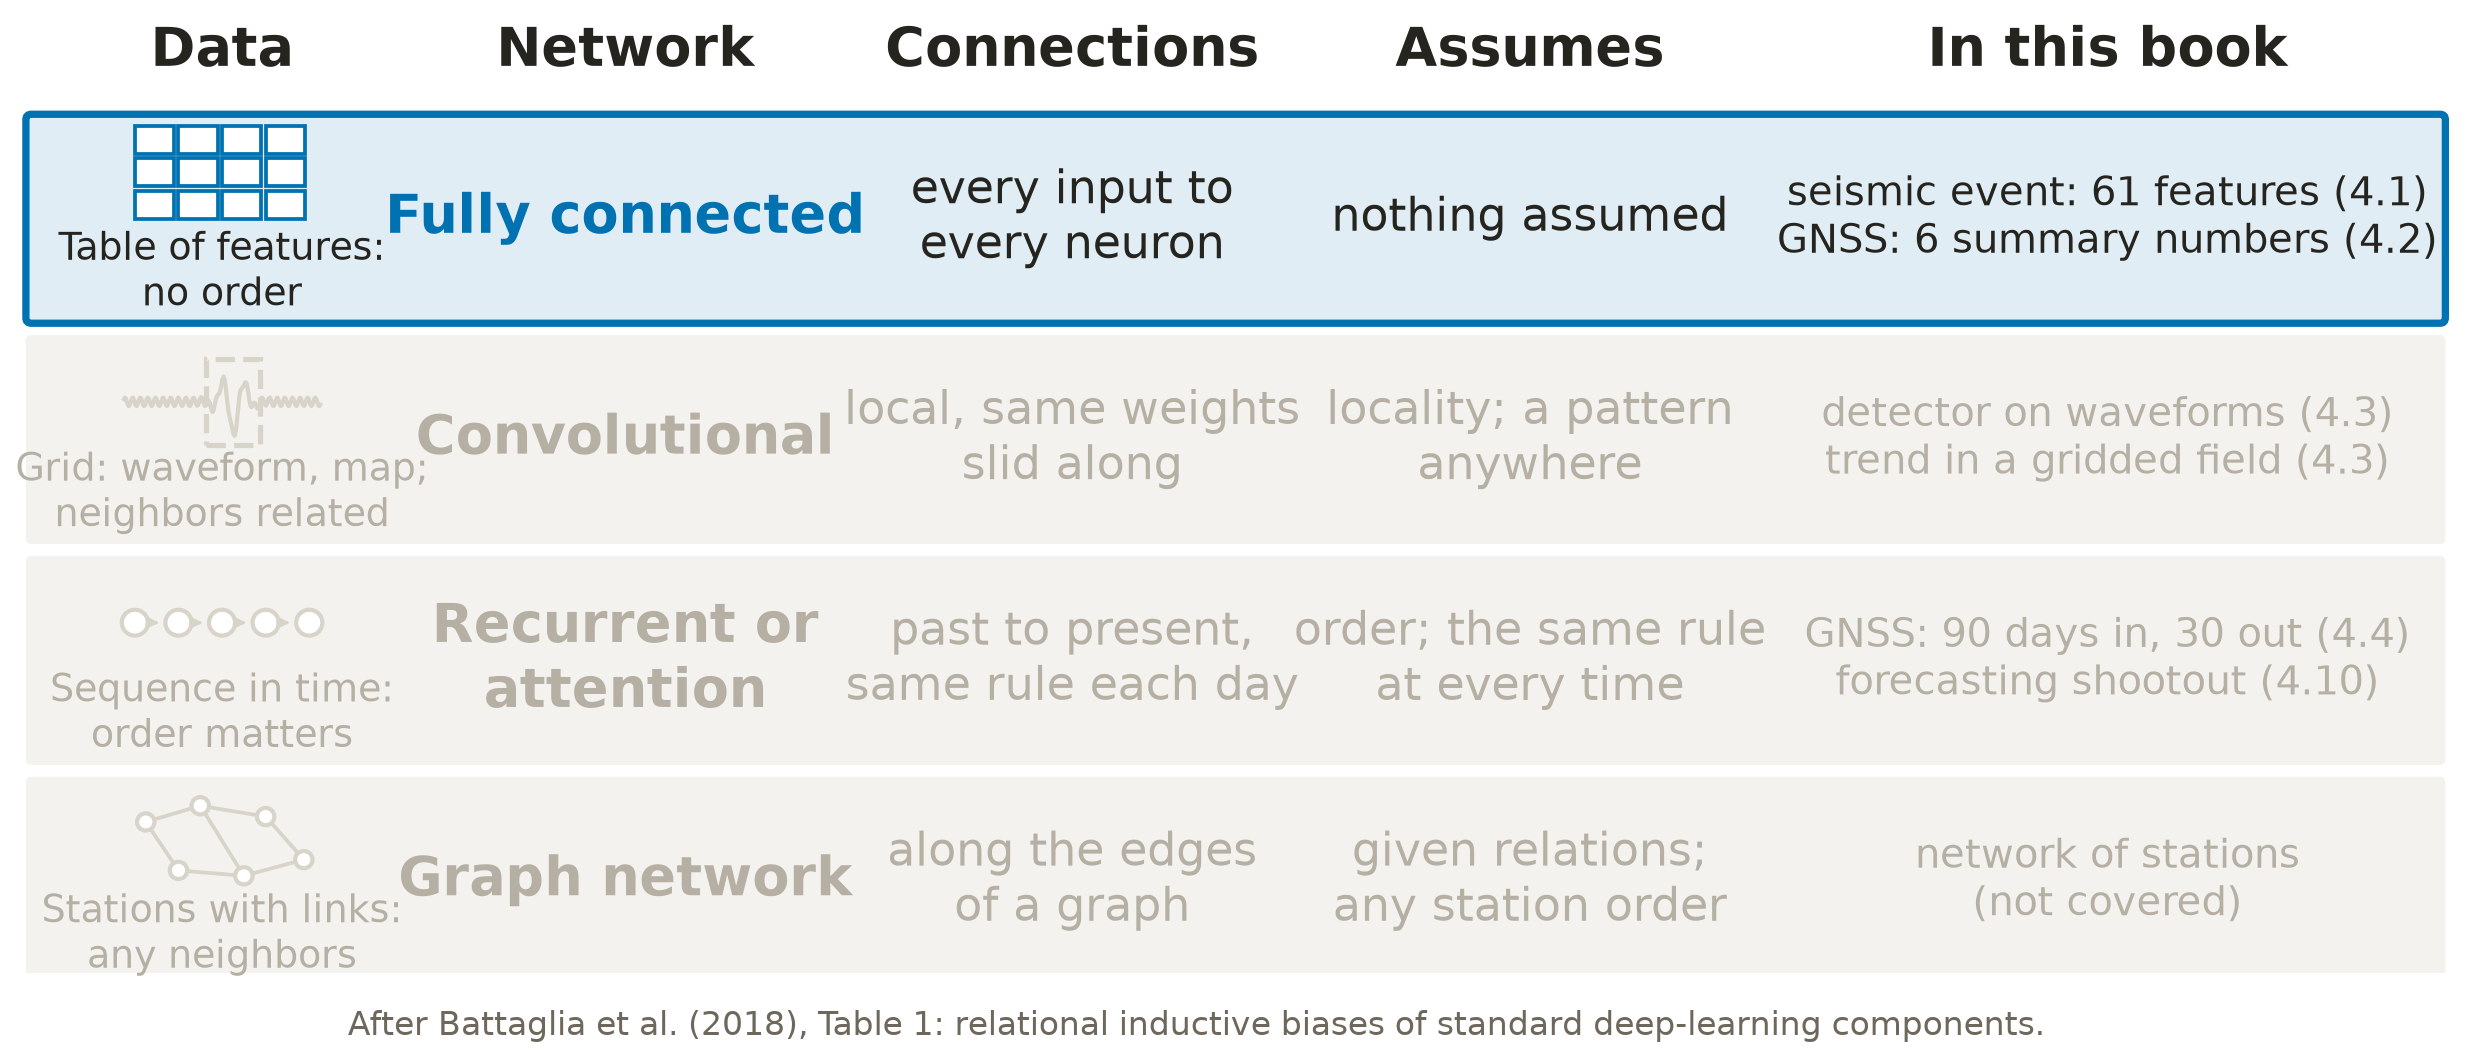 Data Network Connections Assumes In this book
Table of features:
no order
Fully connected
every input to
every neuron
nothing assumed
seismic event: 61 features (4.1)
GNSS: 6 summary numbers (4.2)
Grid: waveform, map;
neighbors related
Convolutional
local, same weights
slid along
locality; a pattern
anywhere
detector on waveforms (4.3)
trend in a gridded field (4.3)
Sequence in time:
order matters
Recurrent or
attention
past to present,
same rule each day
order; the same rule
at every time
GNSS: 90 days in, 30 out (4.4)
forecasting shootout (4.10)
Stations with links:
any neighbors
Graph network
along the edges
of a graph
given relations;
any station order
network of stations
(not covered)
After Battaglia et al. (2018), Table 1: relational inductive biases of standard deep-learning components.